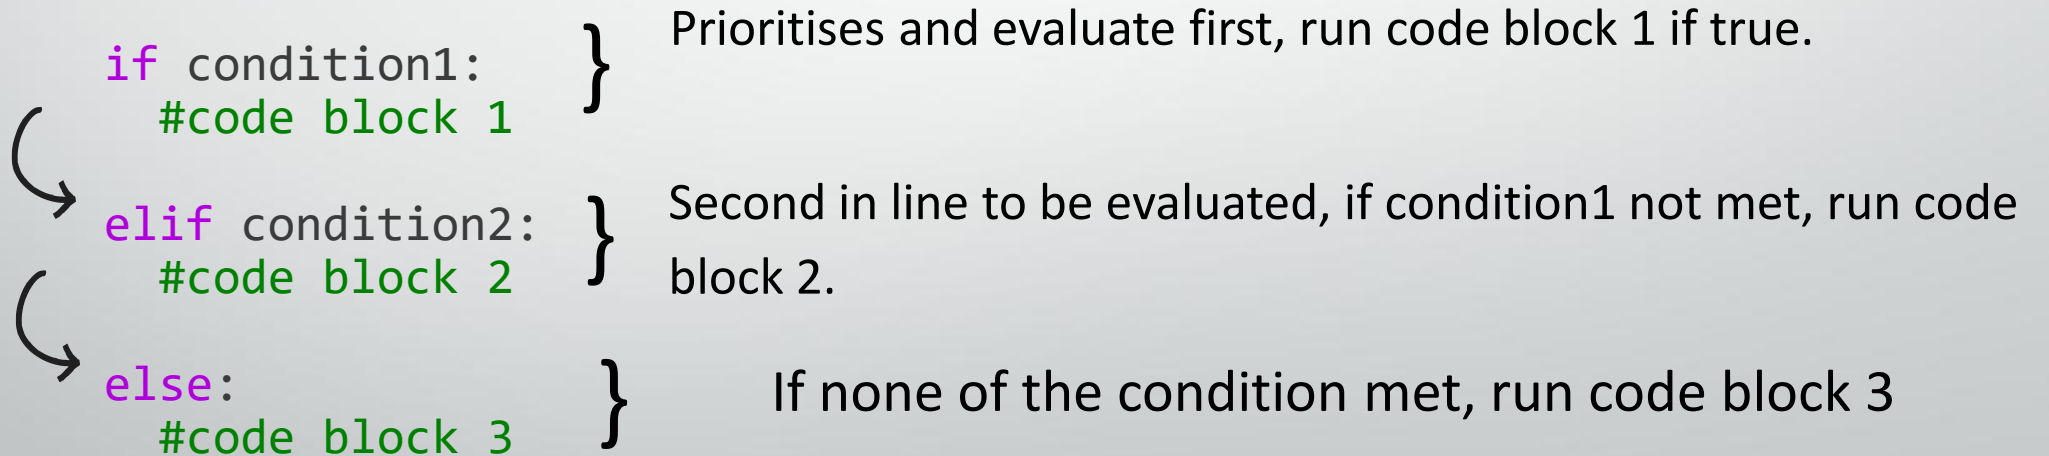 if condition1:
#code block 1
} Prioritises and evaluate first, run code block 1 if true.
elif condition2:
#code block 2
} Second in line to be evaluated, if condition1 not met, run code
block 2.
else:
#code block 3
} If none of the condition met, run code block 3